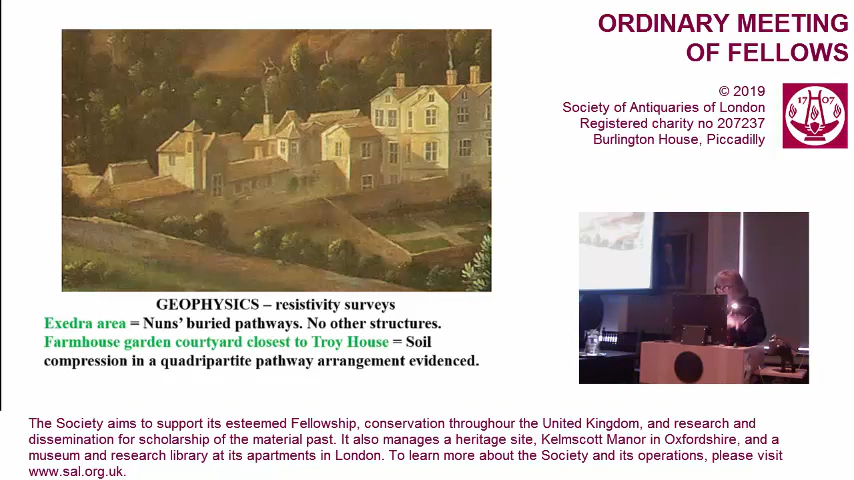 ORDINARY MEETING
OF FELLOWS
© 2019
Society of Antiquaries of London
Registered charity no 207237
Burlington House, Piccadilly
17 07
GEOPHYSICS – resistivity surveys
Exedra area = Nuns' buried pathways. No other structures.
Farmhouse garden courtyard closest to Troy House = Soil
compression in a quadripartite pathway arrangement evidenced.
The Society aims to support its esteemed Fellowship, conservation throughour the United Kingdom, and research and
dissemination for scholarship of the material past. It also manages a heritage site, Kelmscott Manor in Oxfordshire, and a
museum and research library at its apartments in London. To learn more about the Society and its operations, please visit
www.sal.org.uk.